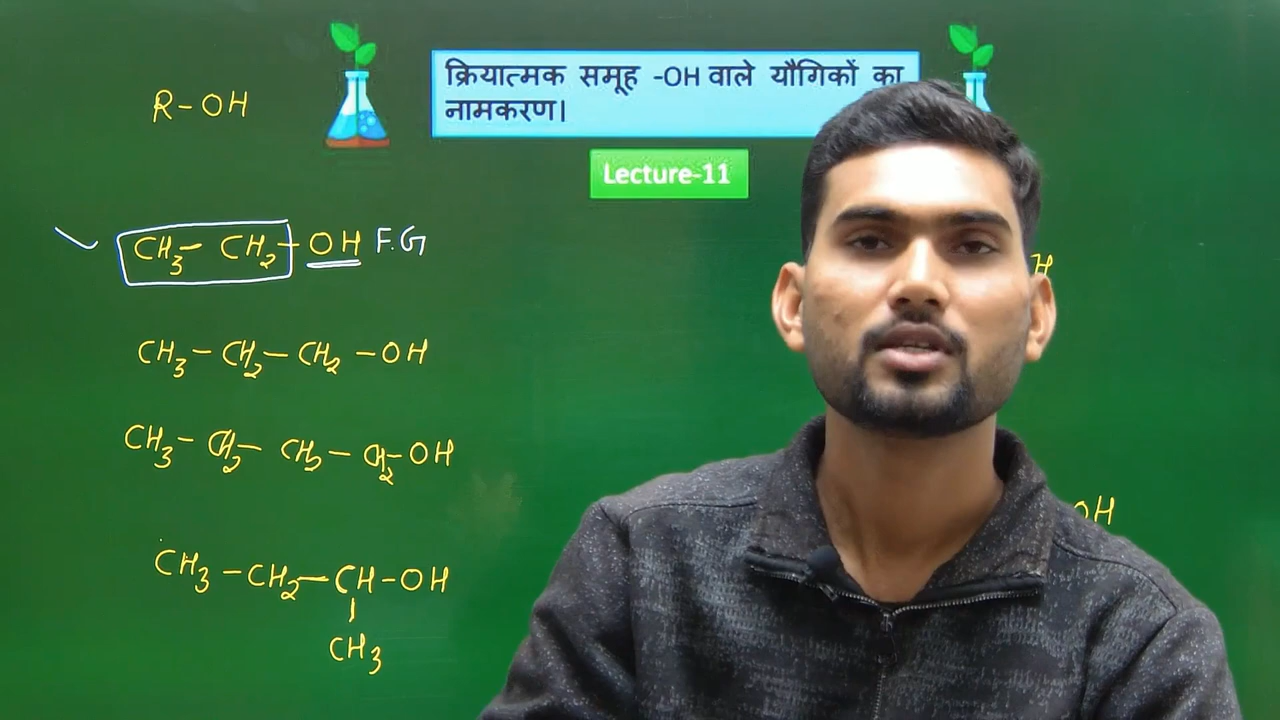 R-OH
क्रियात्मक समूह -OH वाले यौगिकों का
नामकरण।
Lecture-11
CH3- CH2-OH F.G
CH3-CH2-CH2-OH
CH3-CH2-CH2-CH2-OH
CH3-CH2-CH-OH
CH3
H
OH